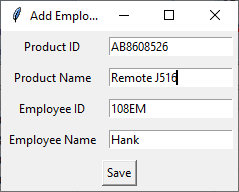 Add Emplo...
Product ID AB8608526
Product Name Remote J516
Employee ID 108EM
Employee Name Hank
Save